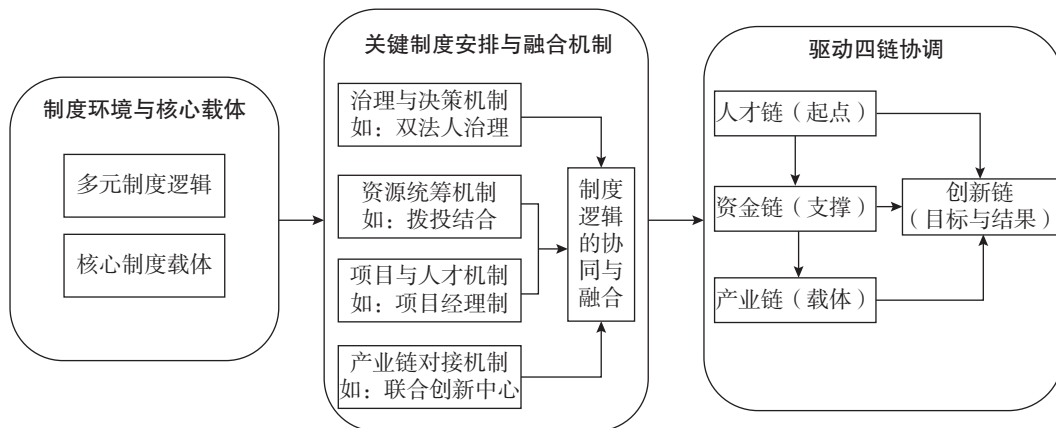 制度环境与核心载体
多元制度逻辑
核心制度载体
关键制度安排与融合机制
治理与决策机制
如：双法人治理
资源统筹机制
如：拨投结合
项目与人才机制
如：项目经理制
产业链对接机制
如：联合创新中心
制度
逻辑
的协
同与
融合
驱动四链协调
人才链（起点）
资金链（支撑）
产业链（载体）
创新链
（目标与结果）